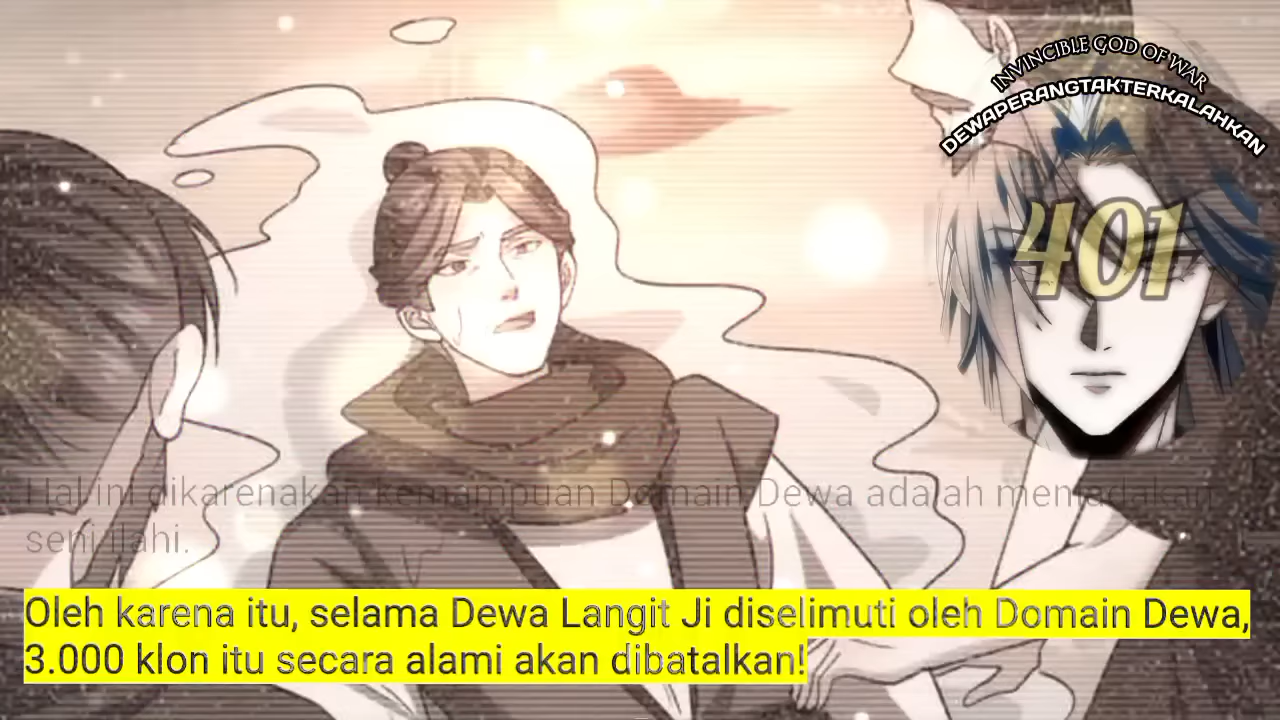 INVINCIBLE GOD OF WAR
DEWAPERANGTAKTERKALAHKAN
401
Hal ini dikarenakan kemampuan Domain Dewa adalah meniadakan
seni ilahi.
Oleh karena itu, selama Dewa Langit Ji diselimuti oleh Domain Dewa,
3.000 klon itu secara alami akan dibatalkan!